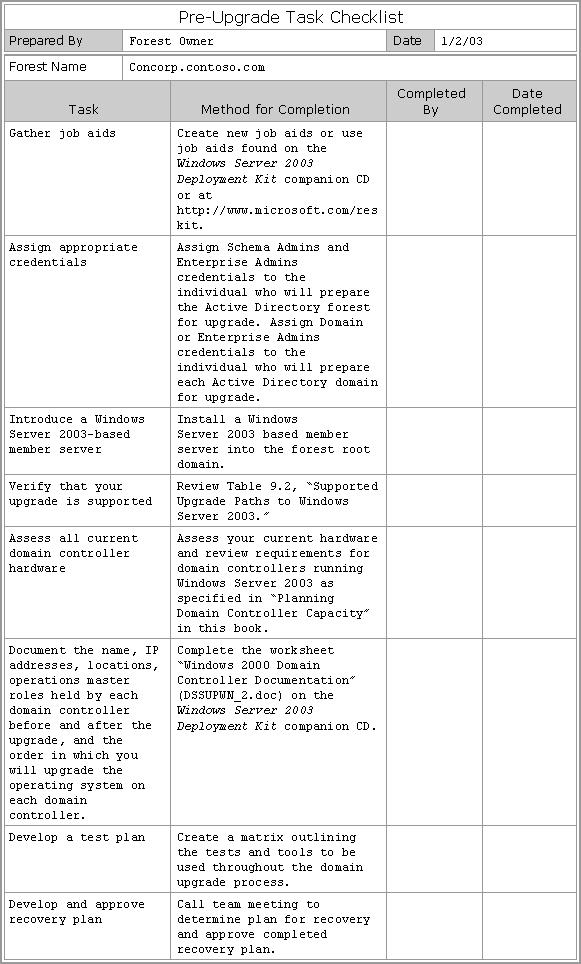 Pre-Upgrade Task Checklist
Prepared By
Forest Owner
Date
1/2/03
Forest Name
Concorp.contoso.com
Task
Method for Completion
Completed
By
Date
Completed
Gather job aids
Create new job aids or use
job aids found on the
Windows Server 2003
Deployment Kit companion CD
or at
http://www.microsoft.com/res
kit.
Assign appropriate
credentials
Assign Schema Admins and
Enterprise Admins
credentials to the
individual who will prepare
the Active Directory forest
for upgrade. Assign Domain
or Enterprise Admins
credentials to the
individual who will prepare
each Active Directory domain
for upgrade.
Introduce a Windows
Server 2003-based
member server
Install a Windows
Server 2003 based member
server into the forest root
domain.
Verify that your
upgrade is supported
Review Table 9.2, “Supported
Upgrade Paths to Windows
Server 2003.”
Assess all current
domain controller
hardware
Assess your current hardware
and review requirements for
domain controllers running
Windows Server 2003 as
specified in “Planning
Domain Controller Capacity”
in this book.
Document the name, IP
addresses, locations,
operations master
roles held by each
domain controller
before and after the
upgrade, and the
order in which you
will upgrade the
operating system on
each domain
controller.
Complete the worksheet
“Windows 2000 Domain
Controller Documentation”
(DSSUPWN_2.doc) on the
Windows Server 2003
Deployment Kit companion CD.
Develop a test plan
Create a matrix outlining
the tests and tools to be
used throughout the domain
upgrade process.
Develop and approve
recovery plan
Call team meeting to
determine plan for recovery
and approve completed
recovery plan.